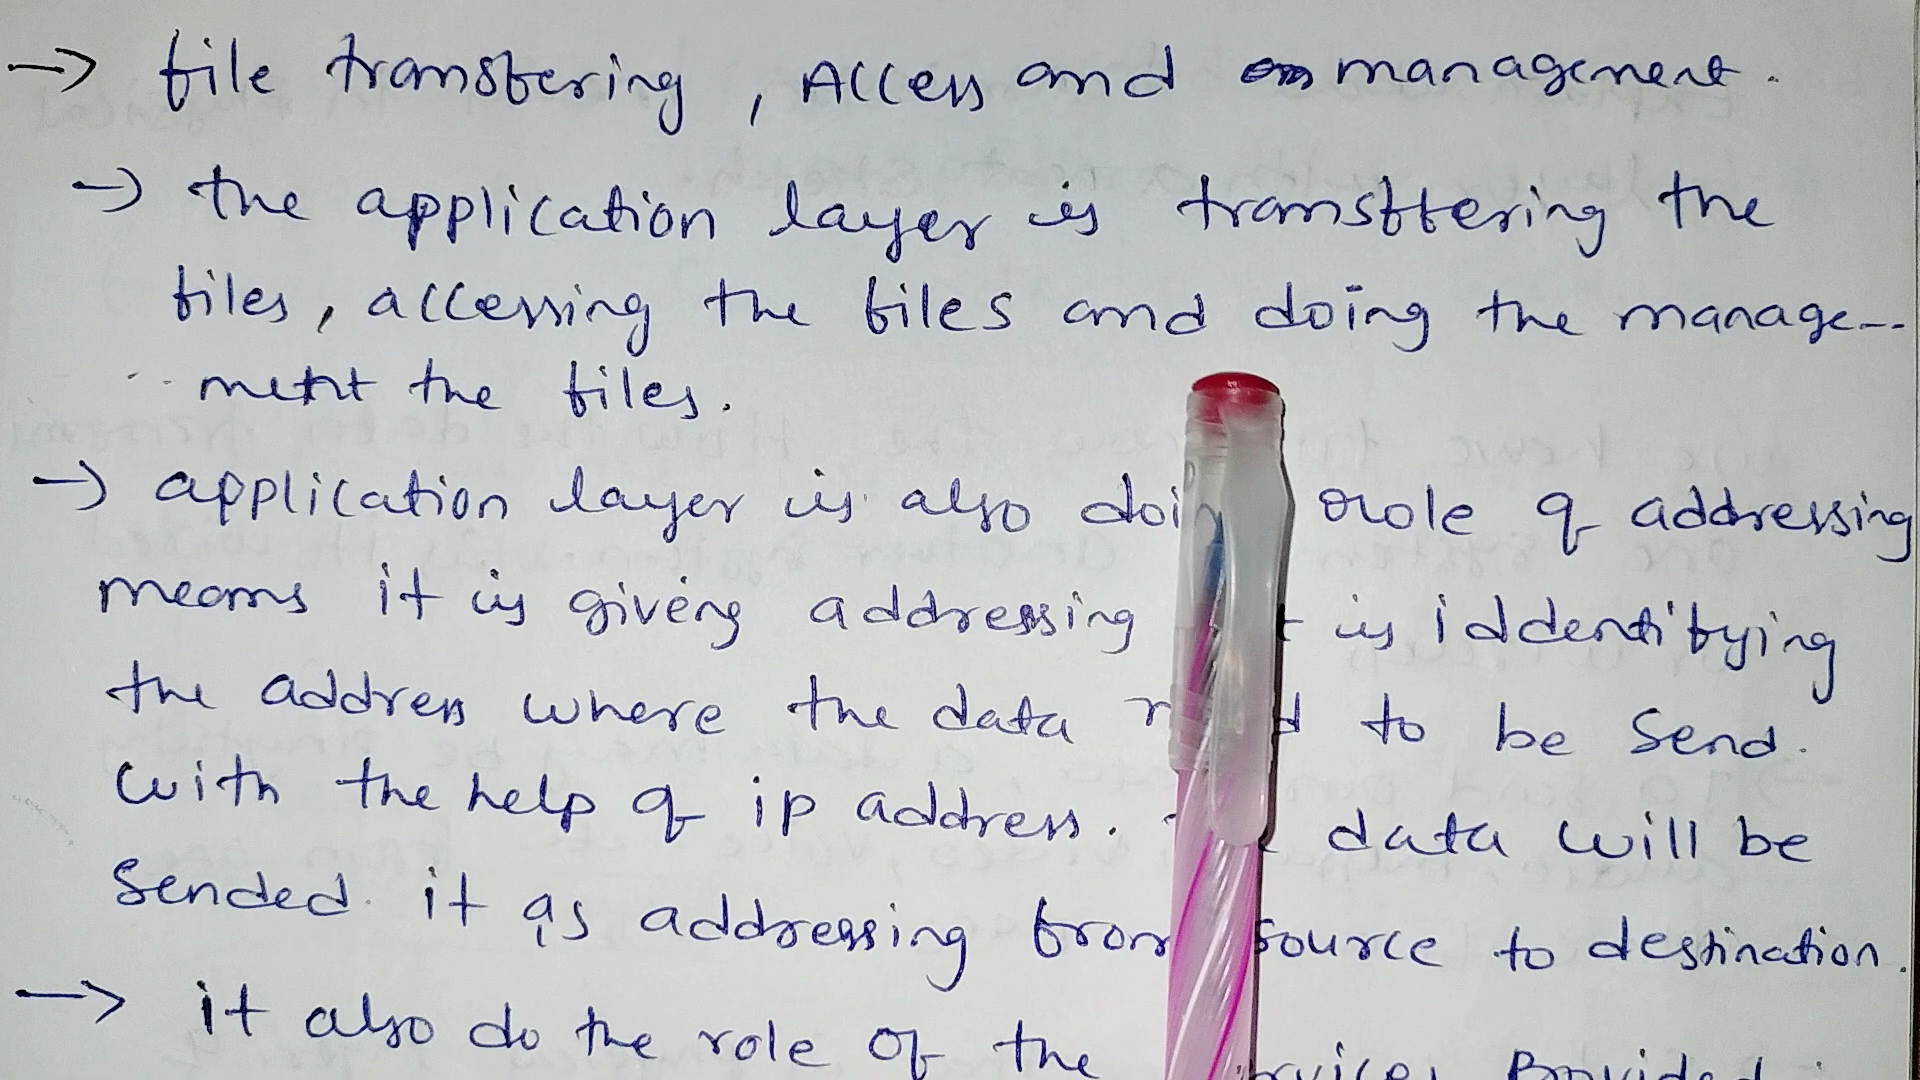 → file transfering, Access and management.
→ the application layer is transffering the
files, accessing the files and doing the manage--
-- ment the files.
→ application layer is also role of addressing
means it is giving addressing is iddentifying
the address where the data to be send.
with the help of ip address. data will be
sended. it as addressing from source to destination.
→ it also do the role of the Provided